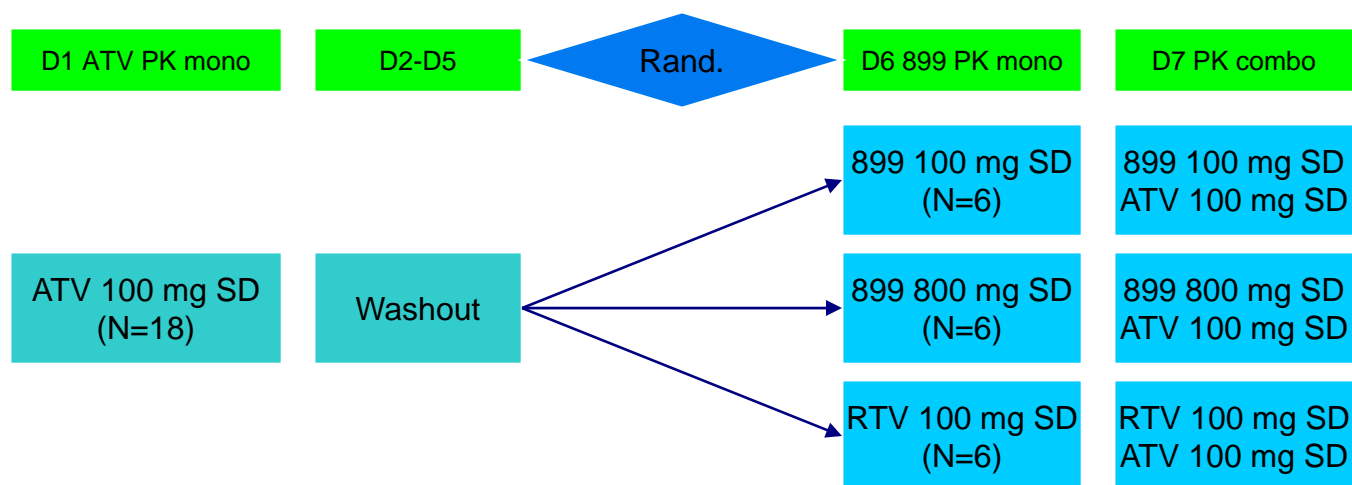 D1 ATV PK mono
D2-D5
Rand.
D6 899 PK mono
D7 PK combo
ATV 100 mg SD
(N=18)
Washout
899 100 mg SD
(N=6)
899 100 mg SD
ATV 100 mg SD
899 800 mg SD
(N=6)
899 800 mg SD
ATV 100 mg SD
RTV 100 mg SD
(N=6)
RTV 100 mg SD
ATV 100 mg SD